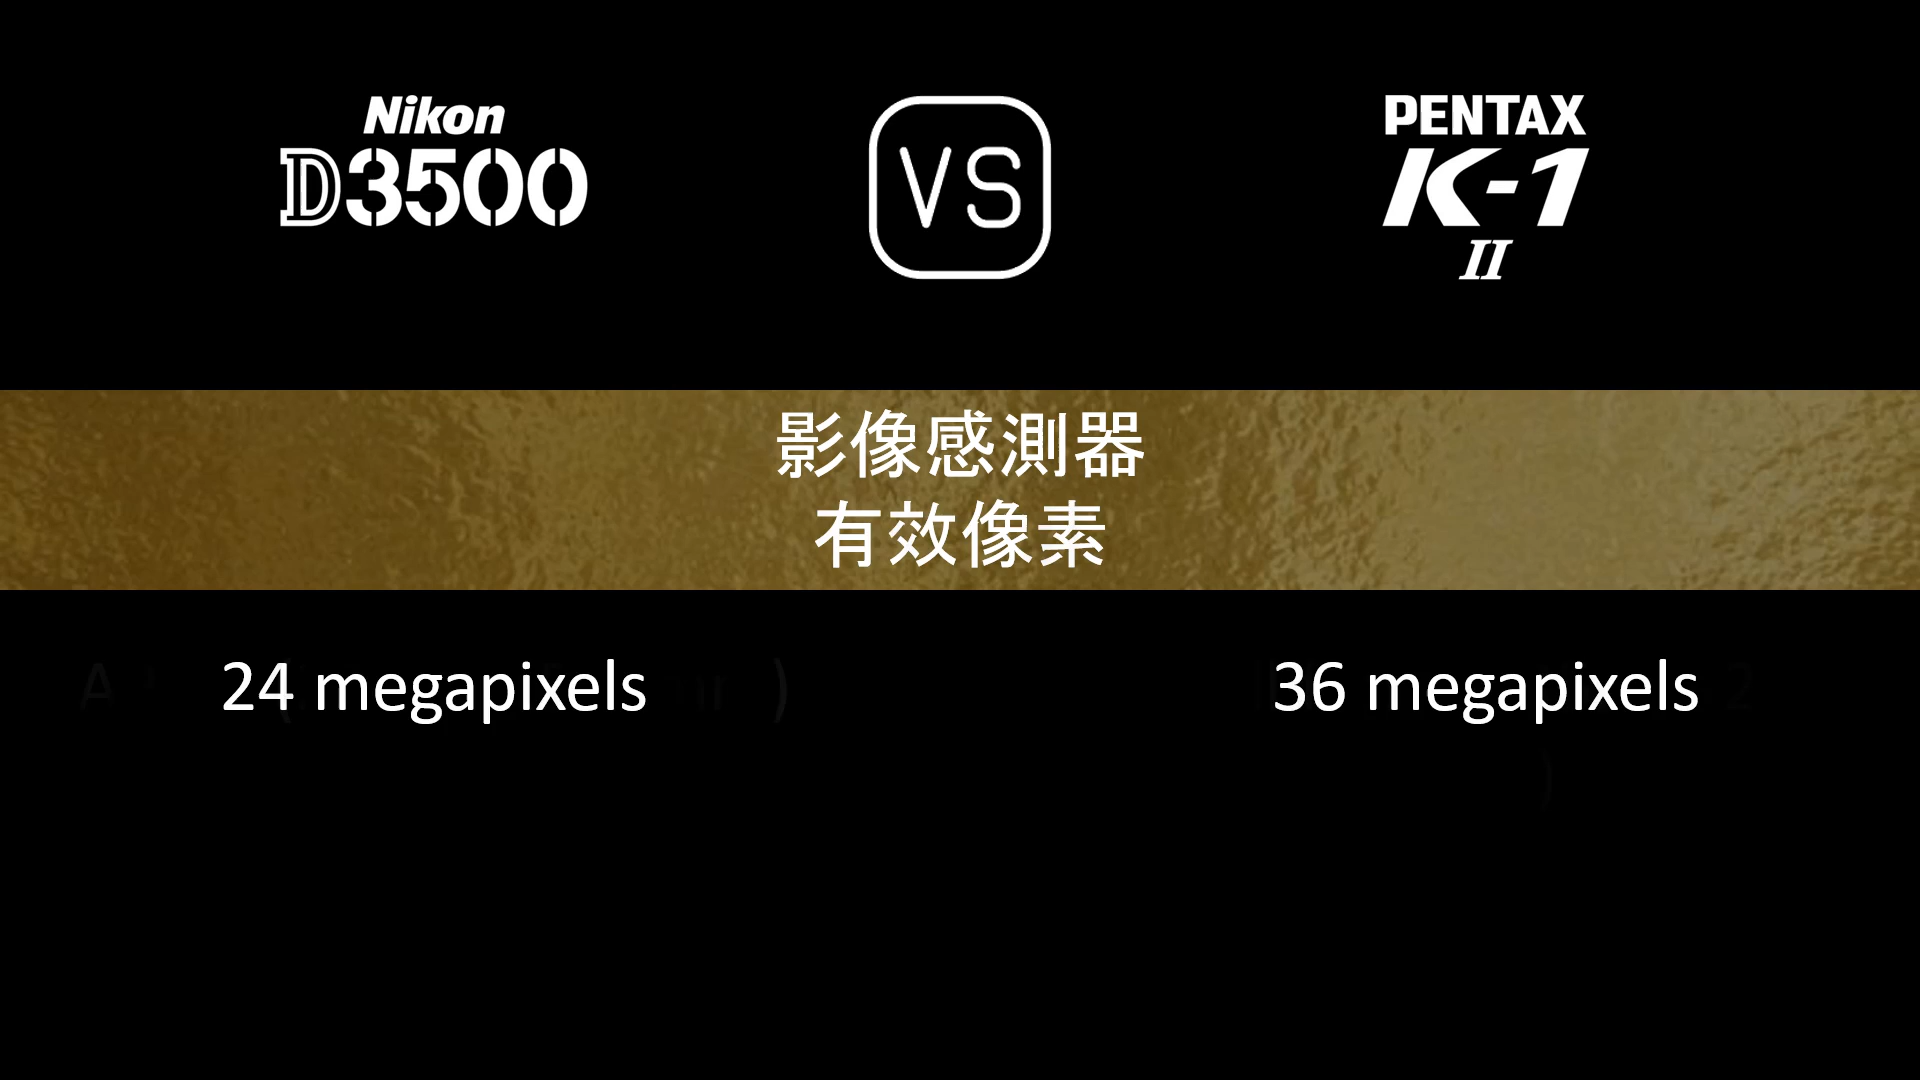 Nikon
D3500
VS
PENTAX
K-1
II
影像感測器
有效像素
24 megapixels
36 megapixels